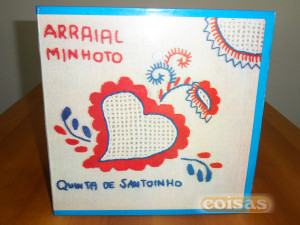 ARRAIAL
MINHOTO
QUINTA DE SANTOINHO
coisas